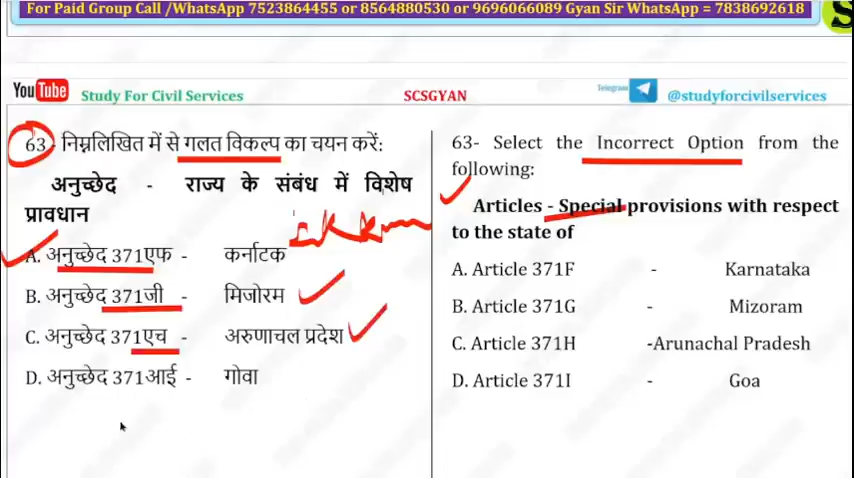 For Paid Group Call /WhatsApp 7523864455 or 8564880530 or 9696066089 Gyan Sir WhatsApp = 7838692618
YouTube Study For Civil Services
SCSGYAN
Telegram @studyforcivilservices
63- निम्नलिखित में से गलत विकल्प का चयन करें:
अनुच्छेद - राज्य के संबंध में विशेष
प्रावधान
A. अनुच्छेद 371एफ - कर्नाटक
B. अनुच्छेद 371जी - मिजोरम
C. अनुच्छेद 371एच - अरुणाचल प्रदेश
D. अनुच्छेद 371आई - गोवा
63- Select the Incorrect Option from the
following:
Articles - Special provisions with respect
to the state of
A. Article 371F - Karnataka
B. Article 371G - Mizoram
C. Article 371H -Arunachal Pradesh
D. Article 371I - Goa